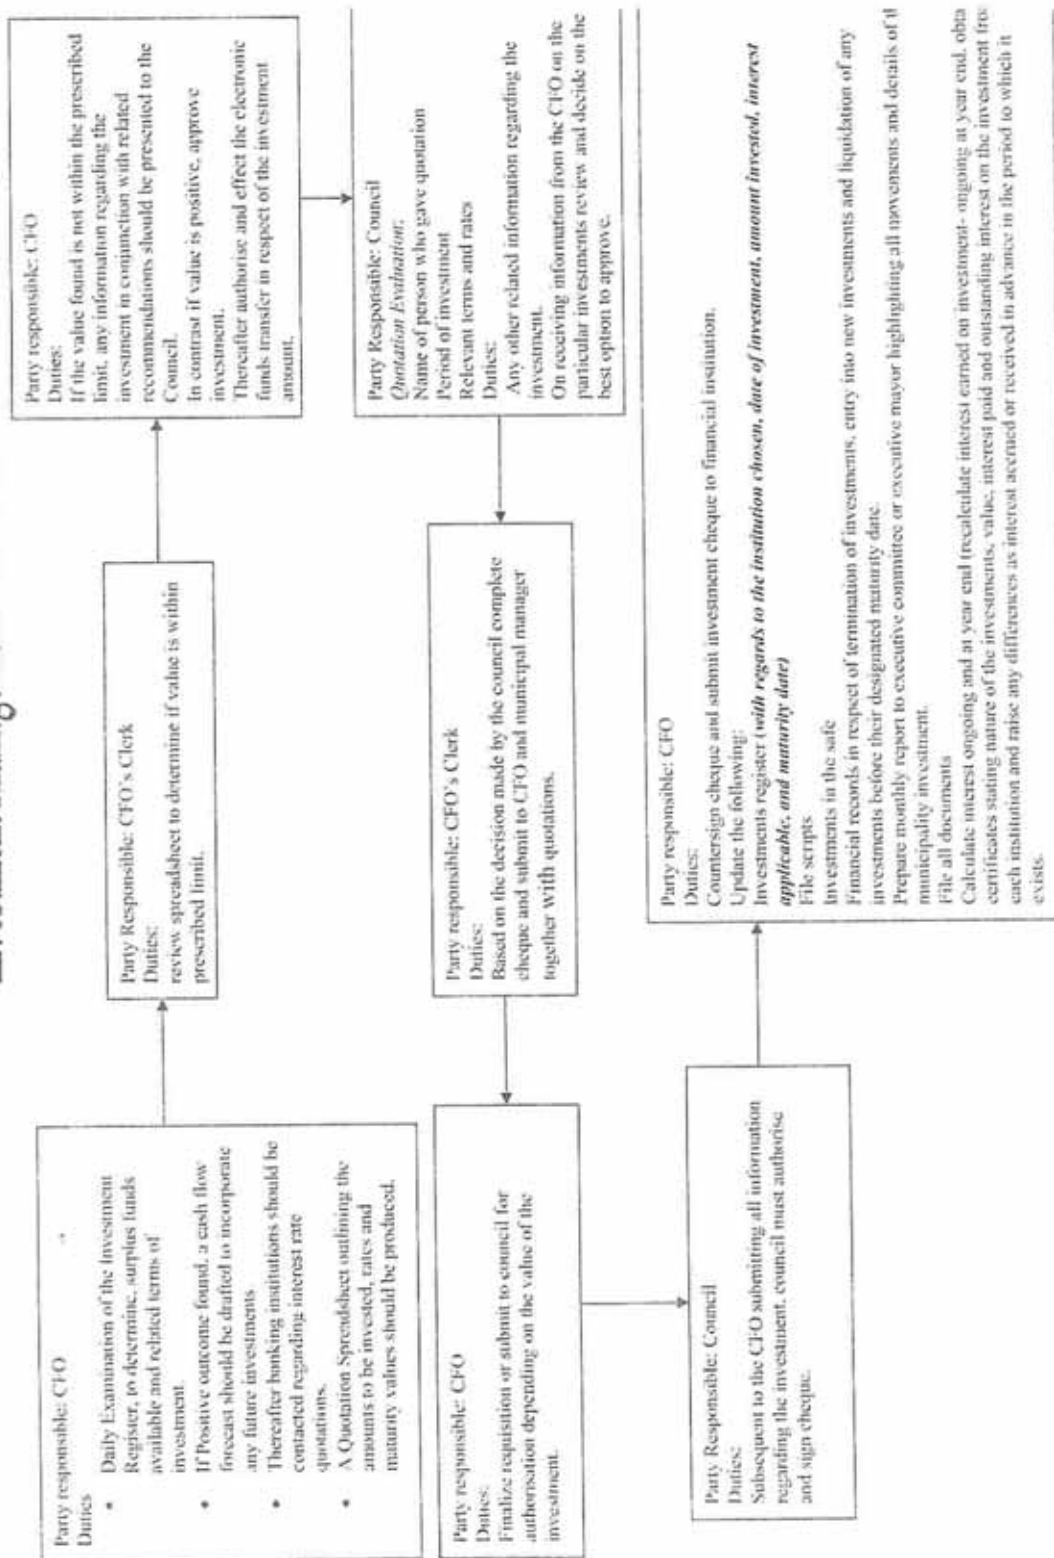 Party responsible: CFO
Duties
• Daily Examination of the Investment
Register, to determine, surplus funds
available and related terms of
investment.
• If Positive outcome found, a cash flow
forecast should be drafted to incorporate
any future investments
• Thereafter banking institutions should be
contacted regarding interest rate
quotations.
• A Quotation Spreadsheet outlining the
amounts to be invested, rates and
maturity values should be produced.
Party Responsible: CFO's Clerk
Duties:
review spreadsheet to determine if value is within
prescribed limit.
Party responsible: CFO
Duties:
If the value found is not within the prescribed
limit, any information regarding the
investment in conjunction with related
recommendations should be presented to the
Council.
In contrast if value is positive, approve
investment.
Thereafter authorise and effect the electronic
funds transfer in respect of the investment
amount.
Party Responsible: Council
Quotation Evaluation:
Name of person who gave quotation
Period of investment
Relevant terms and rates
Duties:
Any other related information regarding the
investment.
On receiving information from the CFO on the
particular investments review and decide on the
best option to approve.
Party responsible: CFO's Clerk
Duties:
Based on the decision made by the council complete
cheque and submit to CFO and municipal manager
together with quotations.
Party responsible: CFO
Duties:
Finalize requisition or submit to council for
authorisation depending on the value of the
investment.
Party Responsible: Council
Duties:
Subsequent to the CFO submitting all information
regarding the investment, council must authorise
and sign cheque.
Party responsible: CFO
Duties:
Countersign cheque and submit investment cheque to financial institution.
Update the following:
Investments register (with regards to the institution chosen, date of investment, amount invested, interest
applicable, and maturity date)
File scripts
Investments in the safe
Financial records in respect of termination of investments, entry into new investments and liquidation of any
investments before their designated maturity date.
Prepare monthly report to executive committee or executive mayor highlighting all movements and details of
municipality investment.
File all documents
Calculate interest ongoing and at year end (recalculate interest earned on investment- ongoing at year end,
certificates stating nature of the investments, value, interest paid and outstanding interest on the investment
each institution and raise any differences as interest accrued or received in advance in the period to which it
exists.